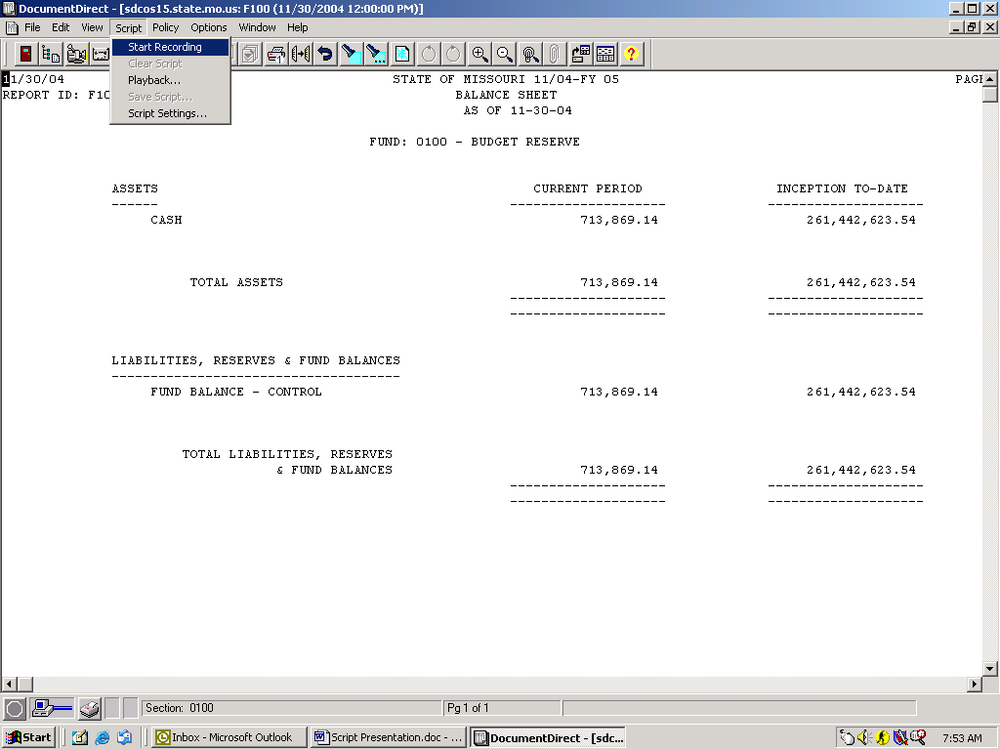 DocumentDirect - [sdcos15.state.mo.us: F100 (11/30/2004 12:00:00 PM)]
File Edit View Script Policy Options Window Help
Start Recording
Clear Script
Playback...
Save Script...
Script Settings...
11/30/04 STATE OF MISSOURI 11/04-FY 05 PAGE
REPORT ID: F10 BALANCE SHEET
AS OF 11-30-04
FUND: 0100 - BUDGET RESERVE
ASSETS CURRENT PERIOD INCEPTION TO-DATE
------ -------------------- --------------------
CASH 713,869.14 261,442,623.54
TOTAL ASSETS 713,869.14 261,442,623.54
-------------------- --------------------
-------------------- --------------------
LIABILITIES, RESERVES & FUND BALANCES
-------------------------------------
FUND BALANCE - CONTROL 713,869.14 261,442,623.54
TOTAL LIABILITIES, RESERVES
& FUND BALANCES 713,869.14 261,442,623.54
-------------------- --------------------
-------------------- --------------------
Section: 0100 Pg 1 of 1
Start Inbox - Microsoft Outlook Script Presentation.doc - ... DocumentDirect - [sdc... 7:53 AM